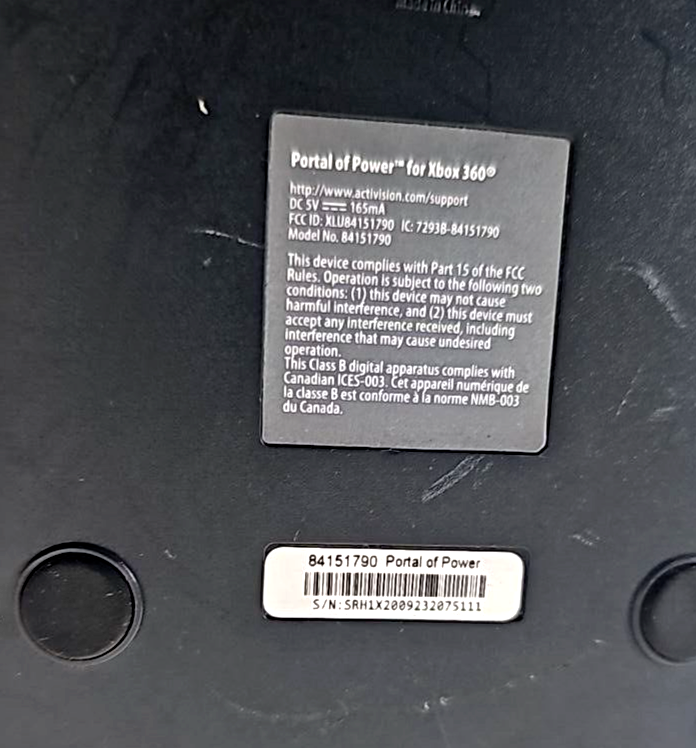 Made in China
Portal of Power™ for Xbox 360®
http://www.activision.com/support
DC 5V ⎓ 165mA
FCC ID: XLU84151790 IC: 7293B-84151790
Model No. 84151790
This device complies with Part 15 of the FCC
Rules. Operation is subject to the following two
conditions: (1) this device may not cause
harmful interference, and (2) this device must
accept any interference received, including
interference that may cause undesired
operation.
This Class B digital apparatus complies with
Canadian ICES-003. Cet appareil numérique de
la classe B est conforme à la norme NMB-003
du Canada.
84151790 Portal of Power
S/N:SRH1X2009232075111